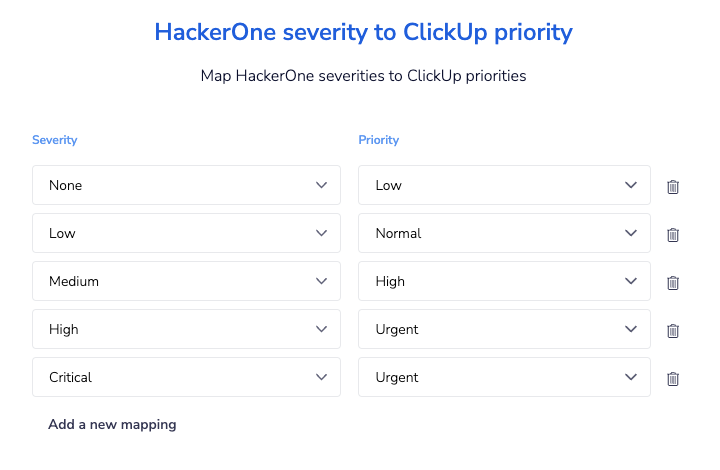 HackerOne severity to ClickUp priority
Map HackerOne severities to ClickUp priorities
Severity Priority
None Low
Low Normal
Medium High
High Urgent
Critical Urgent
Add a new mapping